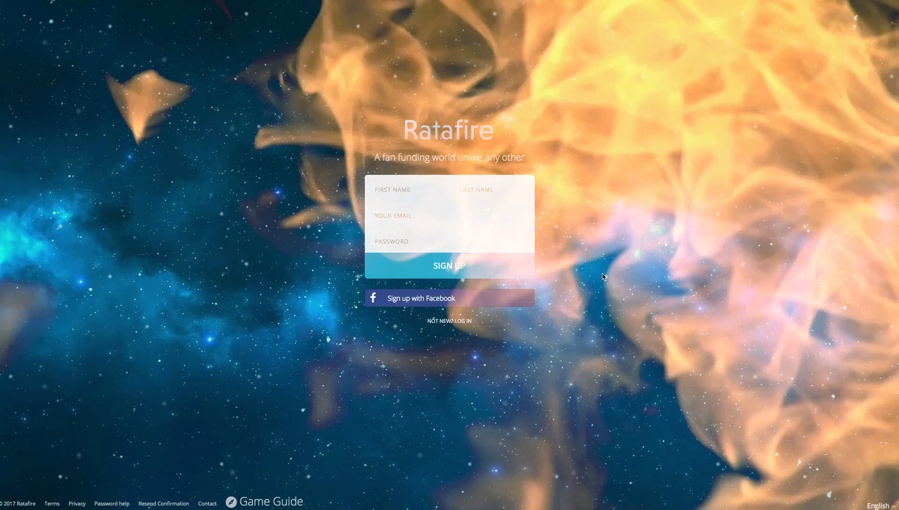 Ratafire
A fan funding world unlike any other
FIRST NAME LAST NAME
YOUR EMAIL
PASSWORD
SIGN UP
Sign up with Facebook
NOT NEW? LOG IN
© 2017 Ratafire Terms Privacy Password help Resend Confirmation Contact Game Guide English